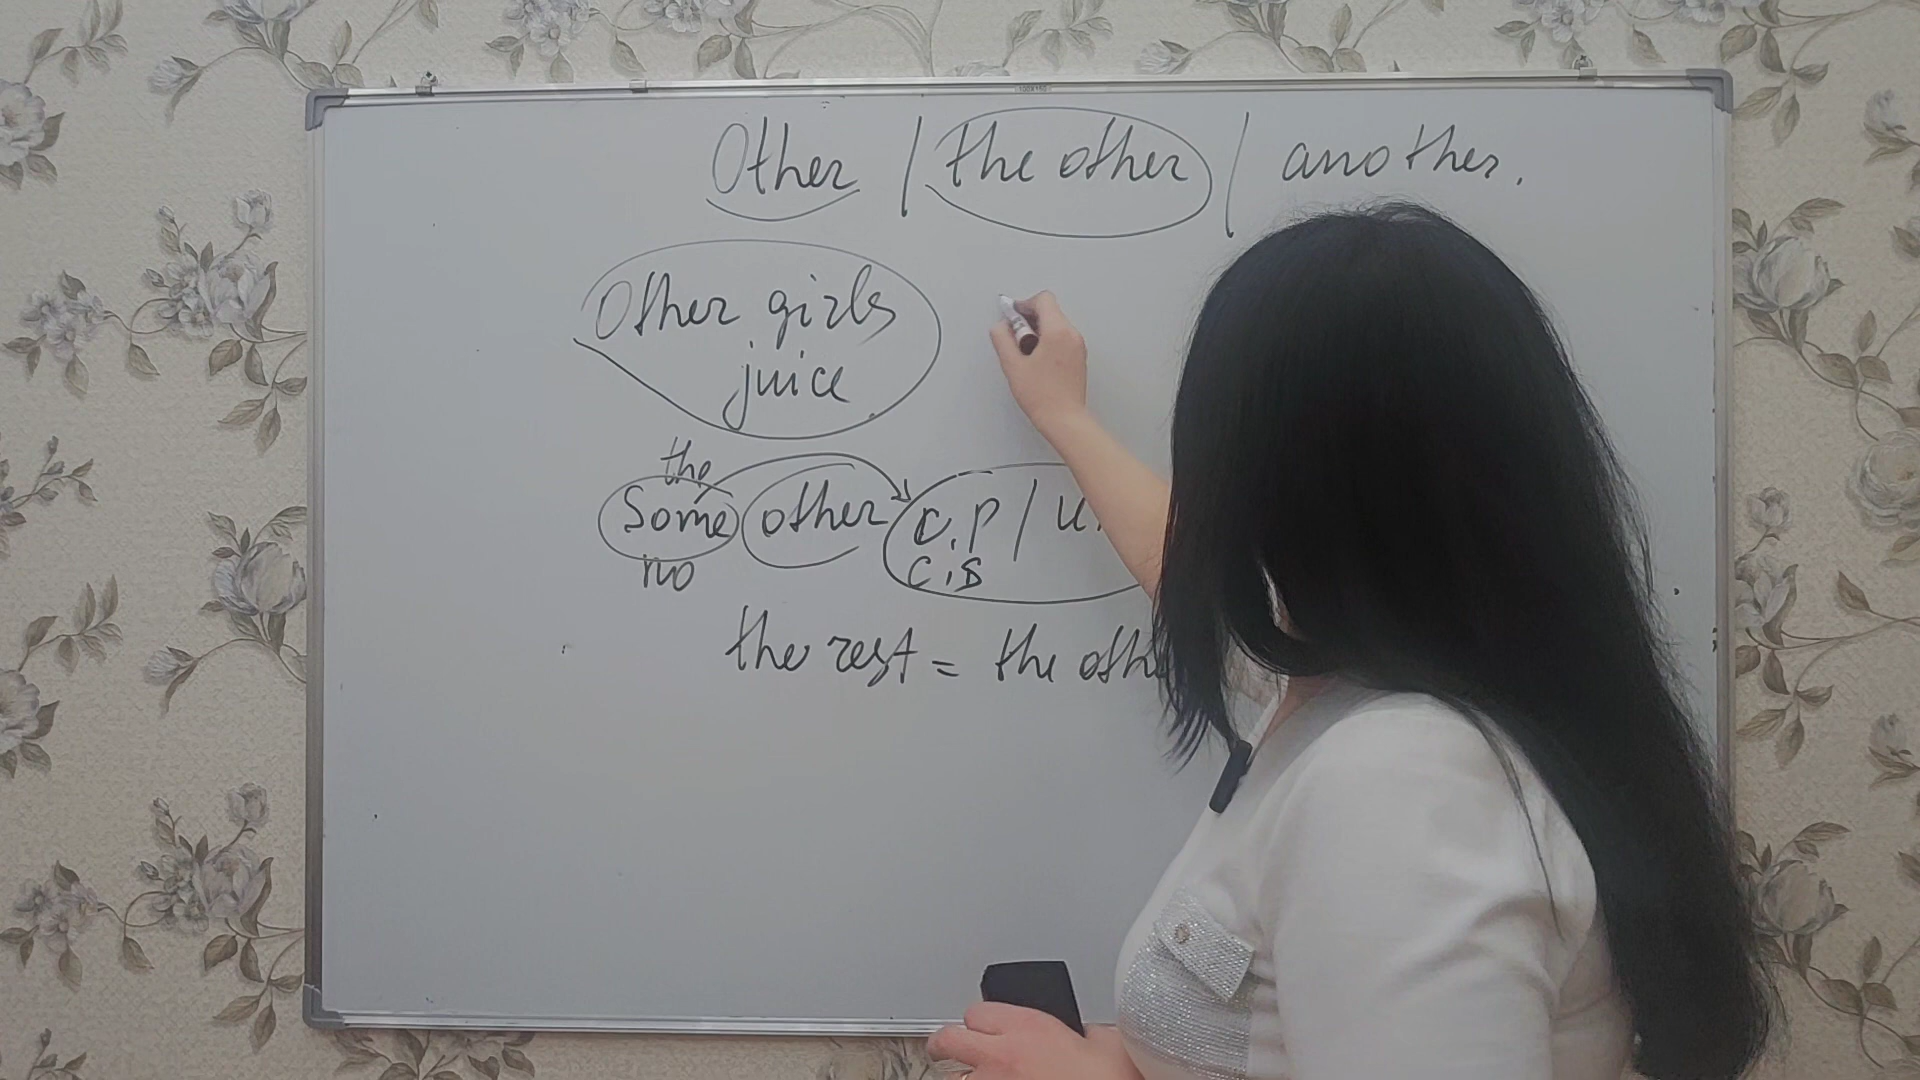 Other / the other / another.
Other girls
juice
the
Some other c.p / u.
no c.s
the rest = the othe